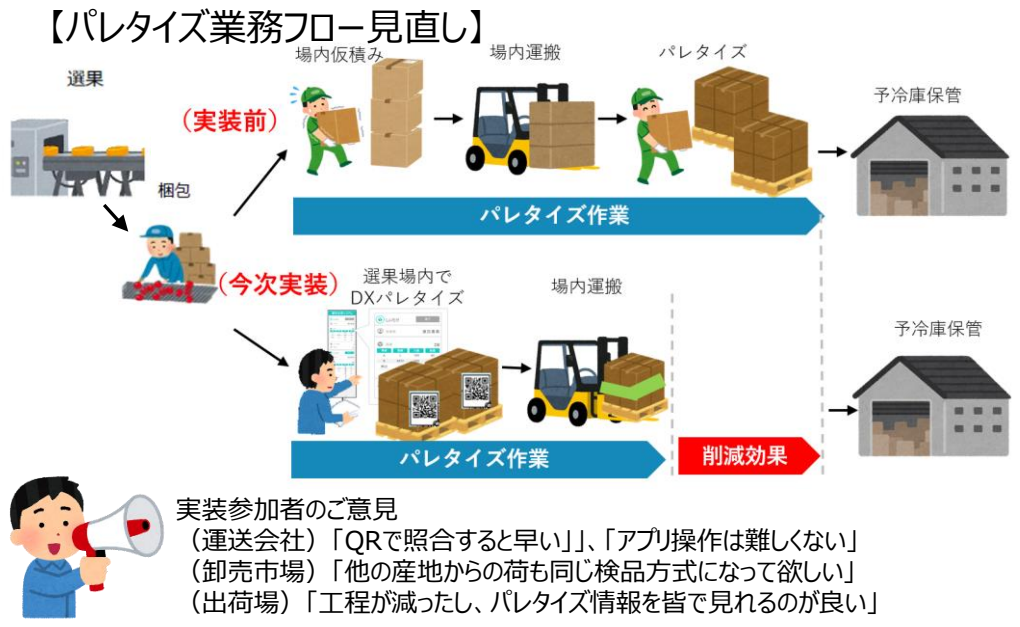 【パレタイズ業務フロー見直し】
選果
梱包
（実装前）
場内仮積み
場内運搬
パレタイズ
予冷庫保管
パレタイズ作業
（今次実装）
選果場内で
DXパレタイズ
場内運搬
予冷庫保管
パレタイズ作業
削減効果
実装参加者のご意見
（運送会社）「QRで照合すると早い」」、「アプリ操作は難しくない」
（卸売市場）「他の産地からの荷も同じ検品方式になって欲しい」
（出荷場）「工程が減ったし、パレタイズ情報を皆で見れるのが良い」